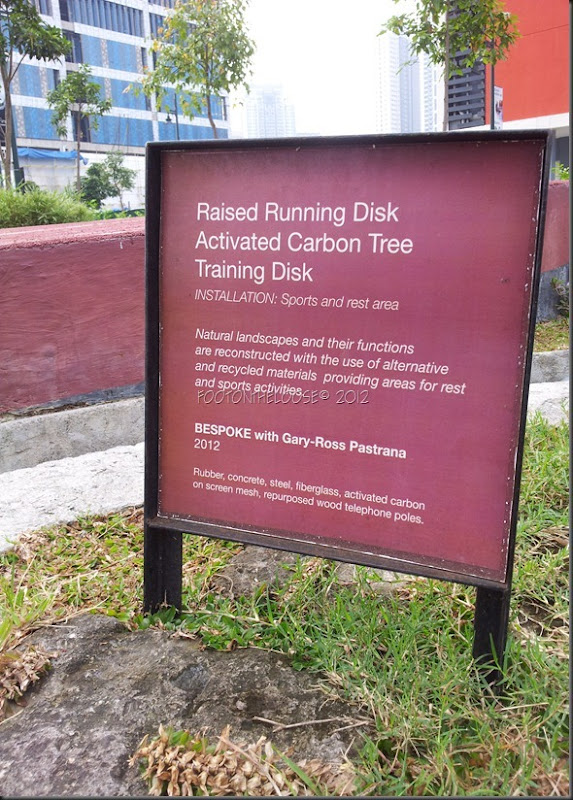 Raised Running Disk
Activated Carbon Tree
Training Disk
INSTALLATION: Sports and rest area
Natural landscapes and their functions
are reconstructed with the use of alternative
and recycled materials providing areas for rest
and sports activities.
FOOTONTHELOOSE© 2012
BESPOKE with Gary-Ross Pastrana
2012
Rubber, concrete, steel, fiberglass, activated carbon
on screen mesh, repurposed wood telephone poles.